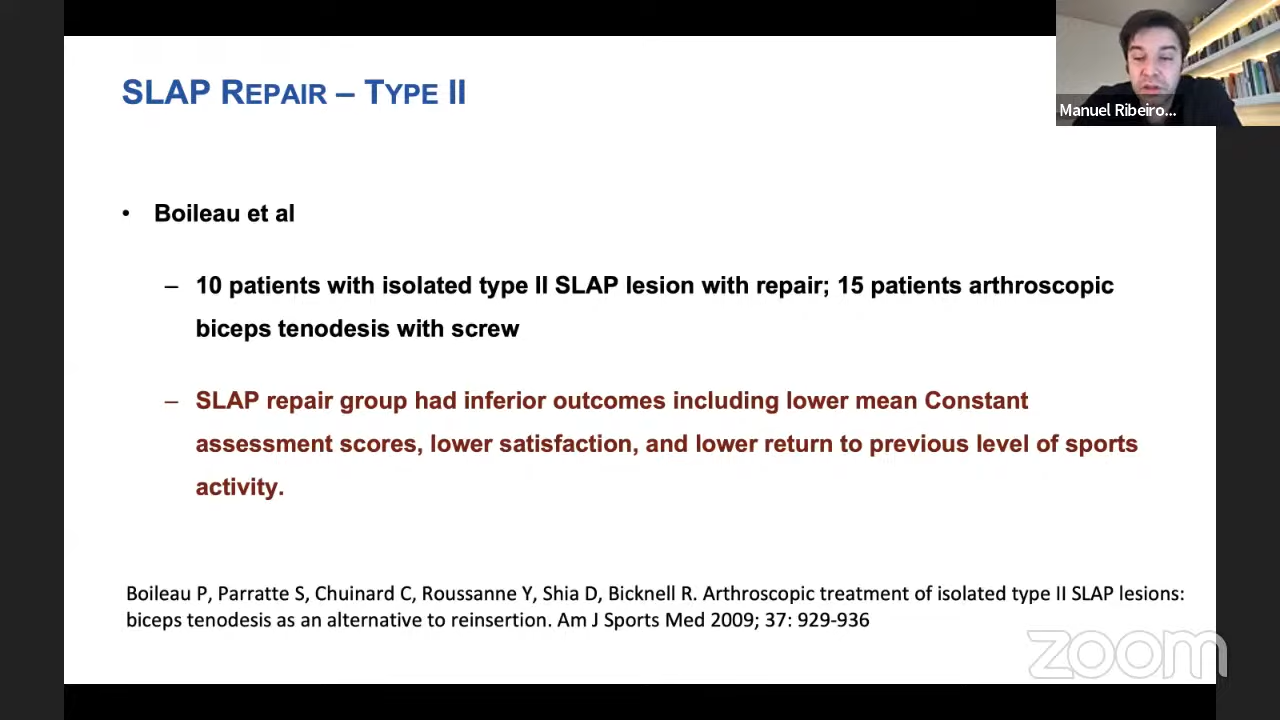 SLAP REPAIR – TYPE II
Manuel Ribeiro...
• Boileau et al
– 10 patients with isolated type II SLAP lesion with repair; 15 patients arthroscopic
biceps tenodesis with screw
– SLAP repair group had inferior outcomes including lower mean Constant
assessment scores, lower satisfaction, and lower return to previous level of sports
activity.
Boileau P, Parratte S, Chuinard C, Roussanne Y, Shia D, Bicknell R. Arthroscopic treatment of isolated type II SLAP lesions:
biceps tenodesis as an alternative to reinsertion. Am J Sports Med 2009; 37: 929-936
zoom